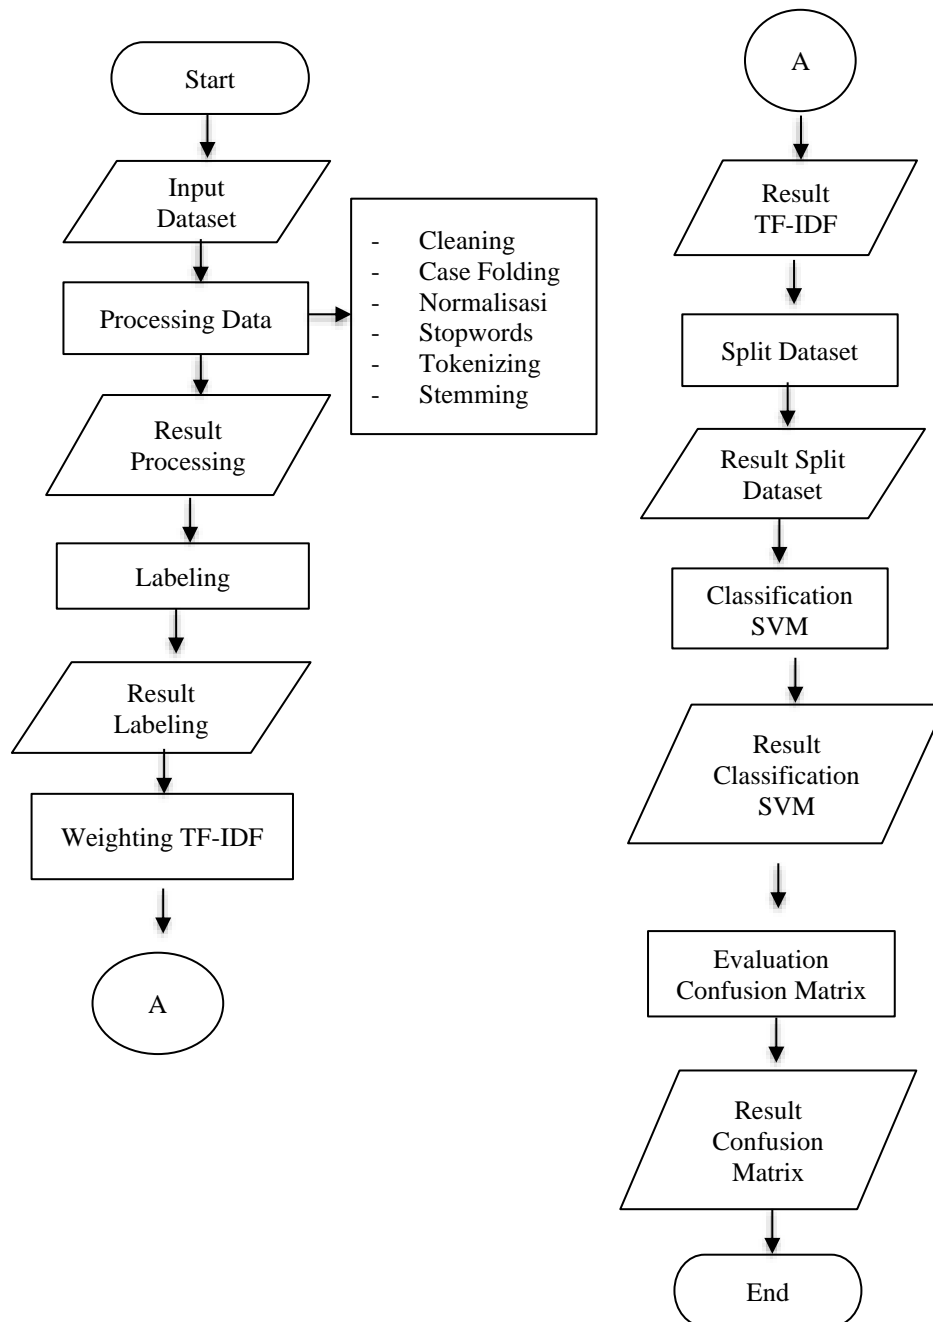 Start
Input
Dataset
Processing Data
- Cleaning
- Case Folding
- Normalisasi
- Stopwords
- Tokenizing
- Stemming
Result
Processing
Labeling
Result
Labeling
Weighting TF-IDF
A
A
Result
TF-IDF
Split Dataset
Result Split
Dataset
Classification
SVM
Result
Classification
SVM
Evaluation
Confusion Matrix
Result
Confusion
Matrix
End